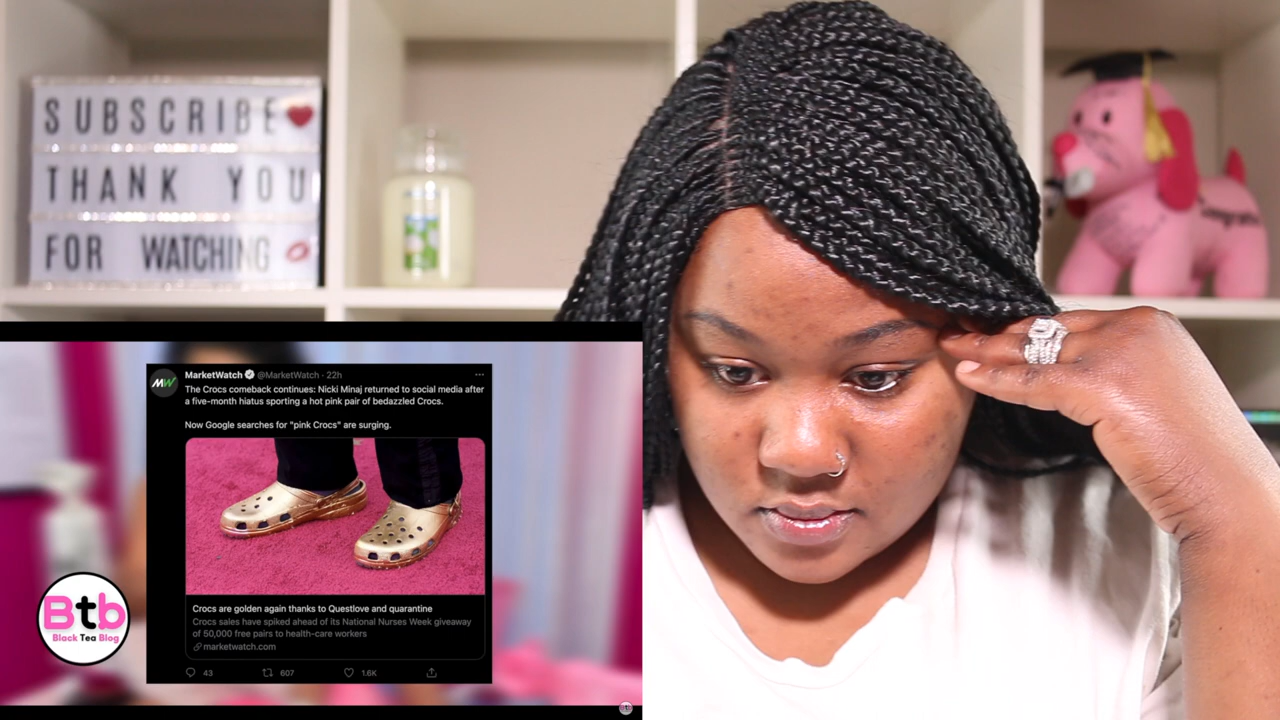 SUBSCRIBE
THANK YOU
FOR WATCHING
MW
MarketWatch @MarketWatch · 22h
The Crocs comeback continues: Nicki Minaj returned to social media after
a five-month hiatus sporting a hot pink pair of bedazzled Crocs.
Now Google searches for "pink Crocs" are surging.
Crocs are golden again thanks to Questlove and quarantine
Crocs sales have spiked ahead of its National Nurses Week giveaway
of 50,000 free pairs to health-care workers
marketwatch.com
43 607 1.6K
Btb
Black Tea Blog